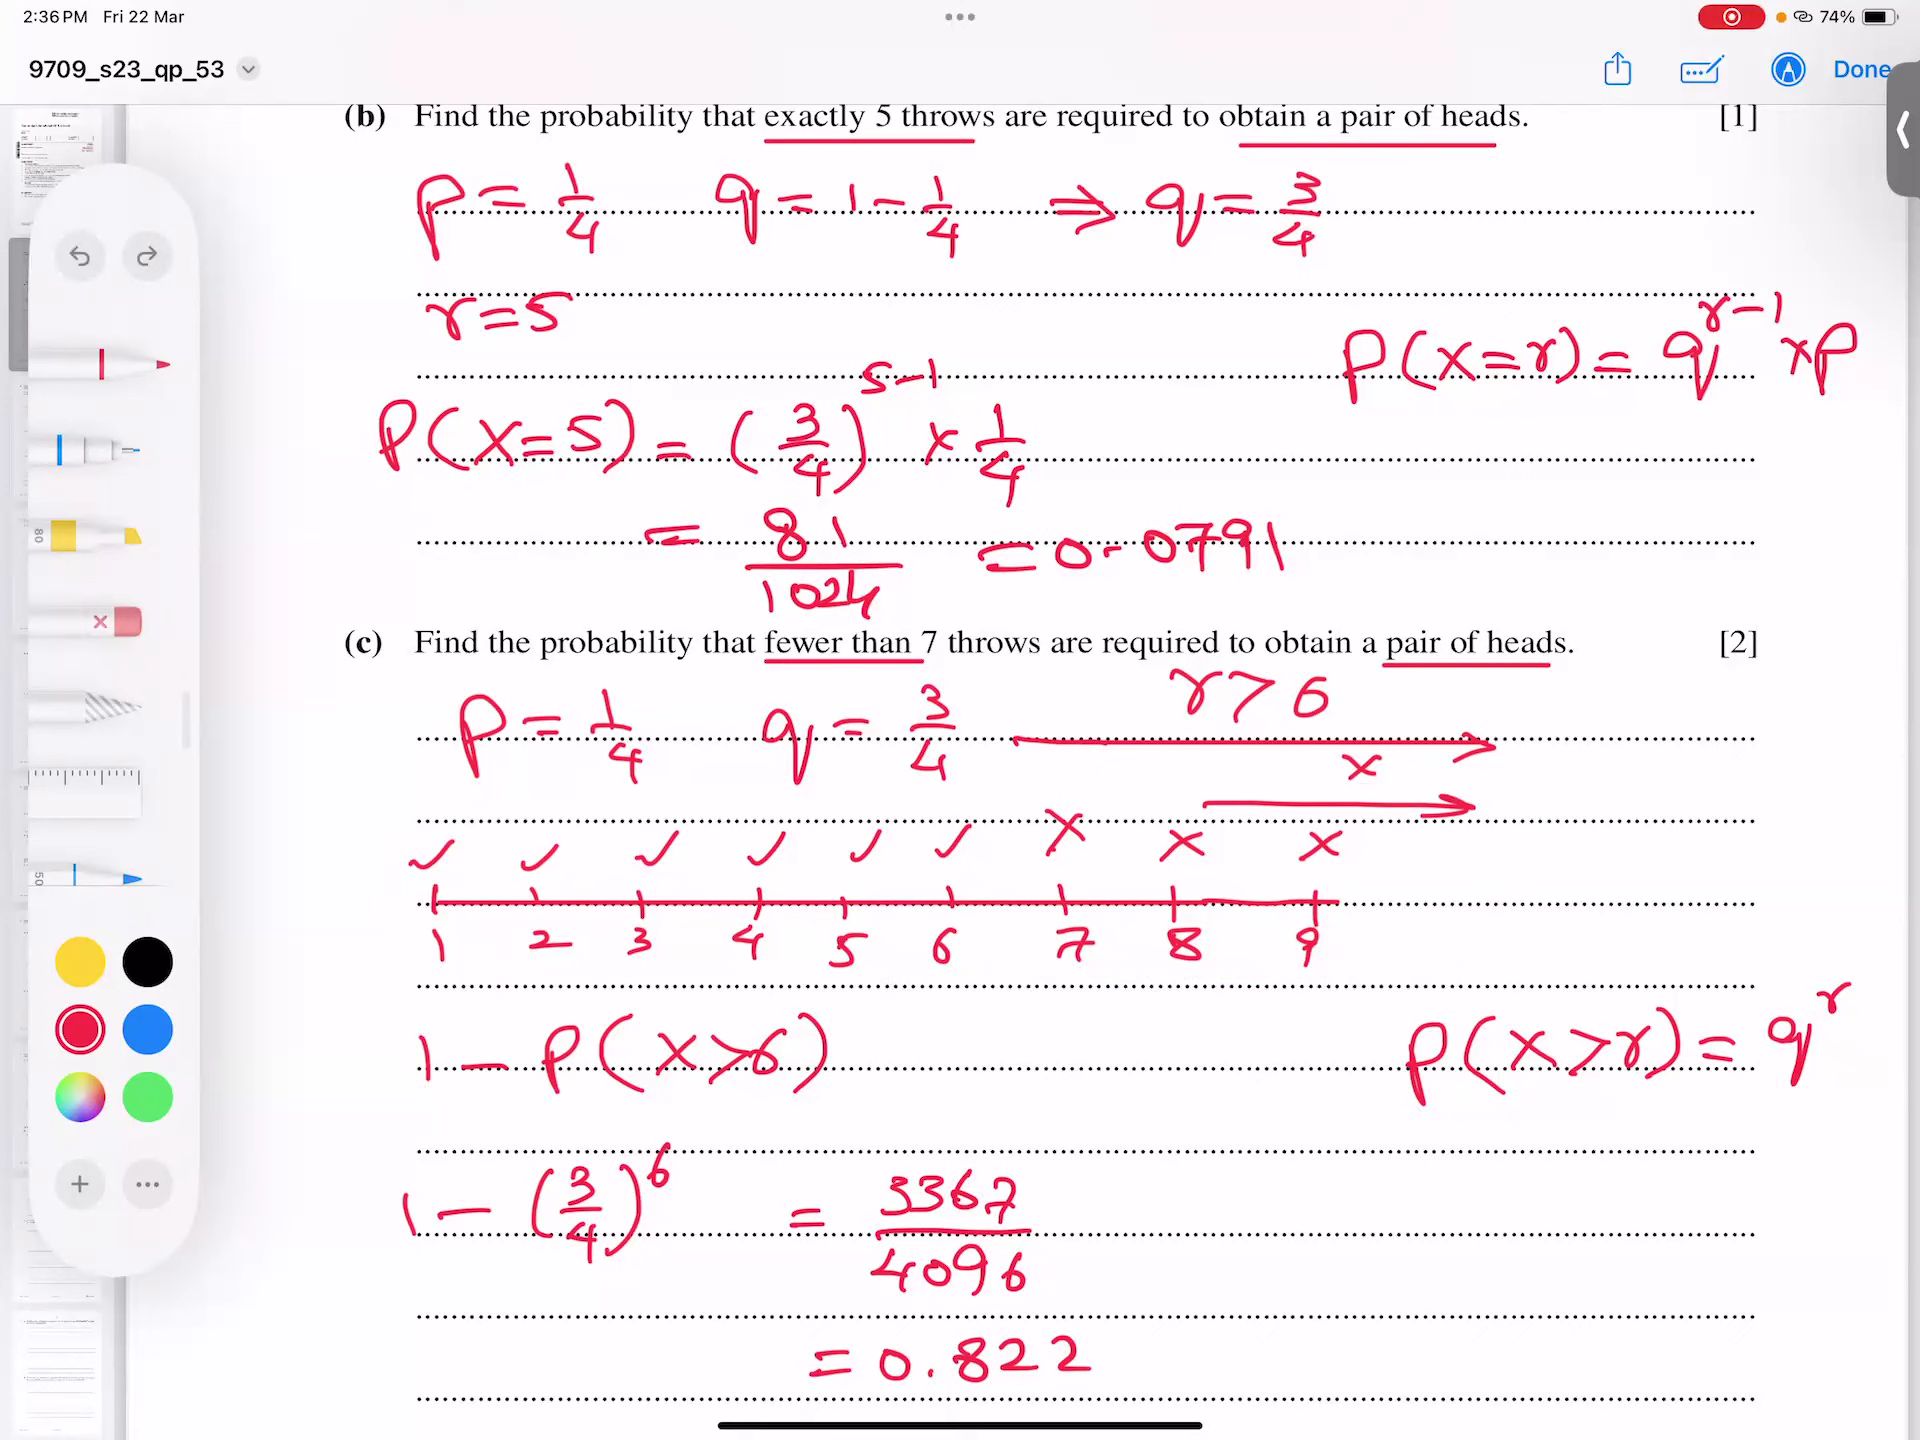 2:36 PM Fri 22 Mar 74%
9709_s23_qp_53 Done
(b) Find the probability that exactly 5 throws are required to obtain a pair of heads. [1]
p = 1/4 q = 1 - 1/4 ⇒ q = 3/4
r = 5
P(X=r) = q^(r-1) × p
P(X=5) = (3/4)^(5-1) × 1/4
= 81/1024 = 0.0791
(c) Find the probability that fewer than 7 throws are required to obtain a pair of heads. [2]
p = 1/4 q = 3/4 r > 6
x
✓ ✓ ✓ ✓ ✓ ✓ × × ×
1 2 3 4 5 6 7 8 9
1 - P(X>6) P(X>r) = q^r
1 - (3/4)^6 = 3367/4096
= 0.822
80
50